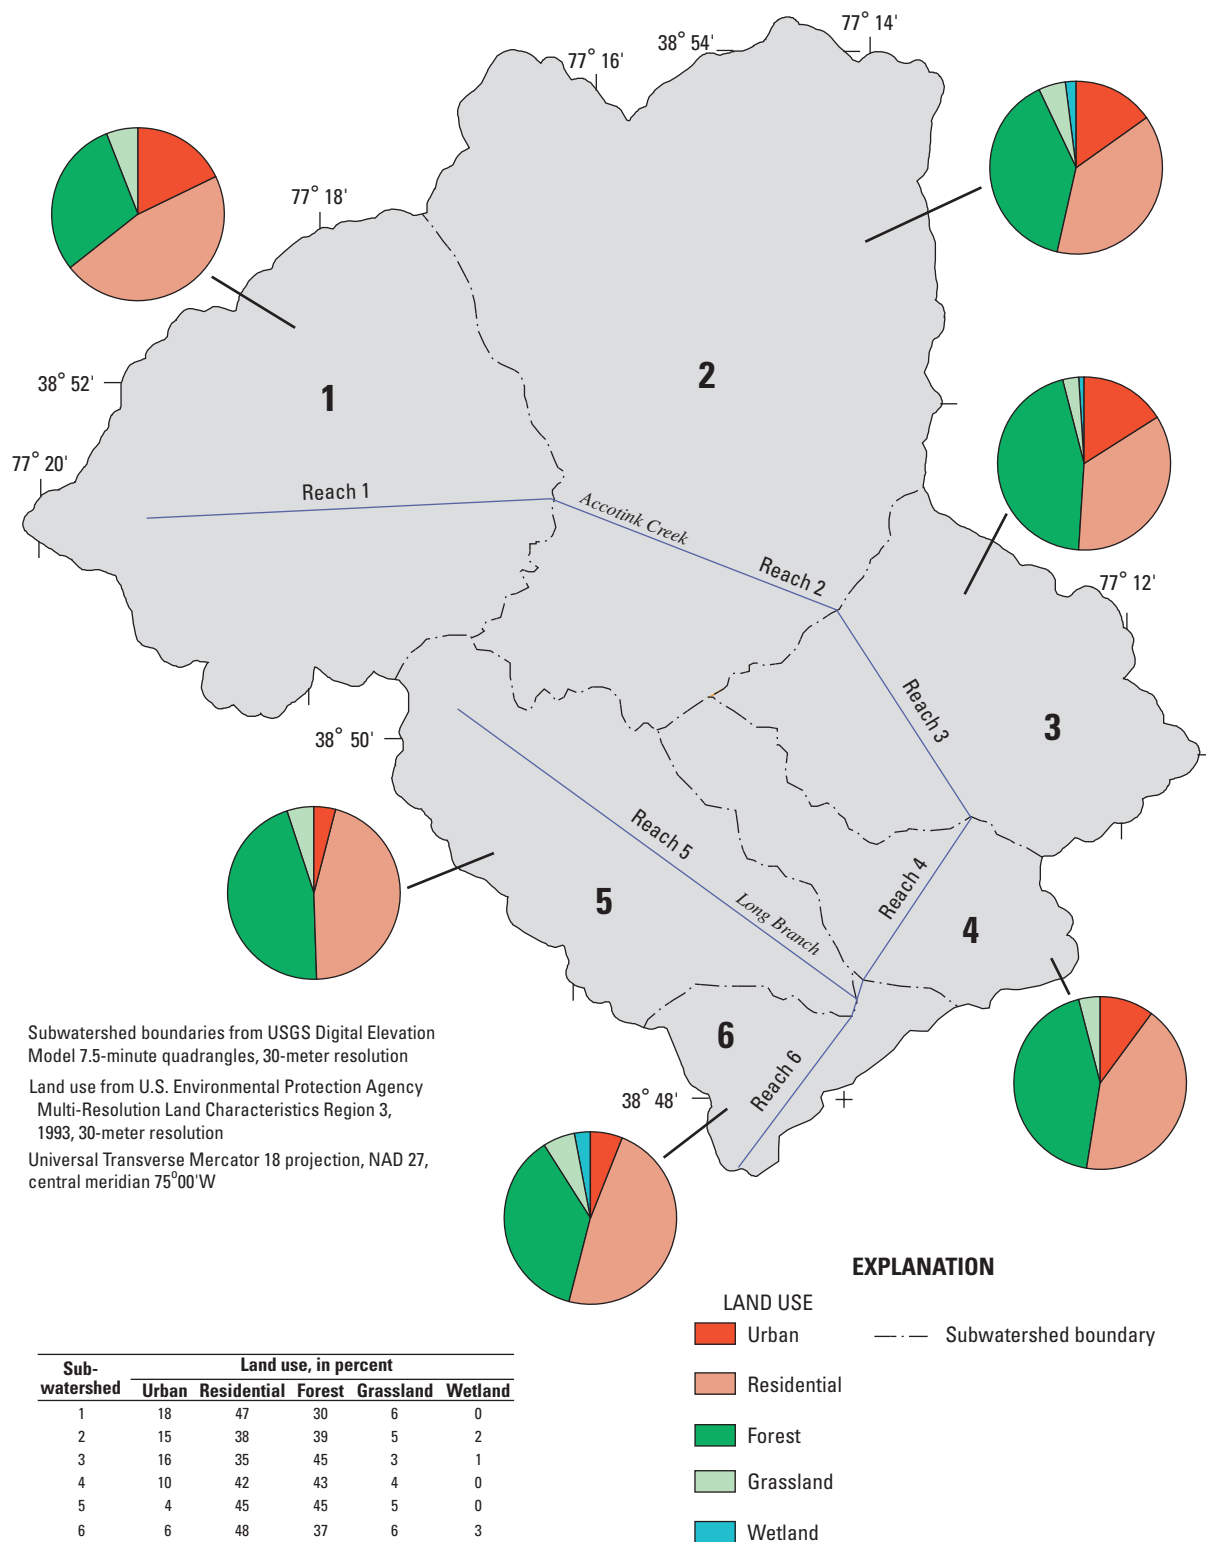 77° 14'
38° 54'
77° 16'
77° 18'
38° 52'
1
2
77° 20'
Reach 1
Accotink Creek
Reach 2
77° 12'
Reach 3
3
38° 50'
Reach 5
Reach 4
5
Long Branch
4
6
Reach 6
38° 48'
Subwatershed boundaries from USGS Digital Elevation
Model 7.5-minute quadrangles, 30-meter resolution
Land use from U.S. Environmental Protection Agency
Multi-Resolution Land Characteristics Region 3,
1993, 30-meter resolution
Universal Transverse Mercator 18 projection, NAD 27,
central meridian 75°00'W
EXPLANATION
LAND USE
Urban
Subwatershed boundary
Residential
Forest
Grassland
Wetland
Sub-
watershed
Land use, in percent
Urban Residential Forest Grassland Wetland
1 18 47 30 6 0
2 15 38 39 5 2
3 16 35 45 3 1
4 10 42 43 4 0
5 4 45 45 5 0
6 6 48 37 6 3